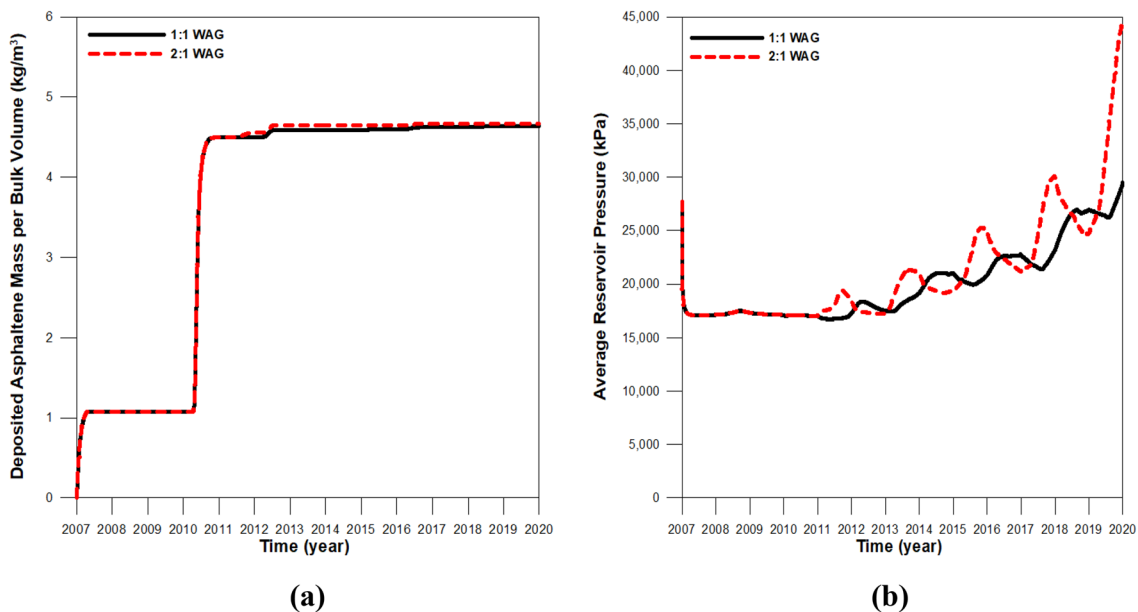 Deposited Asphaltene Mass per Bulk Volume (kg/m³)
6
5
4
3
2
1
0
1:1 WAG
2:1 WAG
2007 2008 2009 2010 2011 2012 2013 2014 2015 2016 2017 2018 2019 2020
Time (year)
(a)
Average Reservoir Pressure (kPa)
45,000
40,000
35,000
30,000
25,000
20,000
15,000
10,000
5,000
0
1:1 WAG
2:1 WAG
2007 2008 2009 2010 2011 2012 2013 2014 2015 2016 2017 2018 2019 2020
Time (year)
(b)